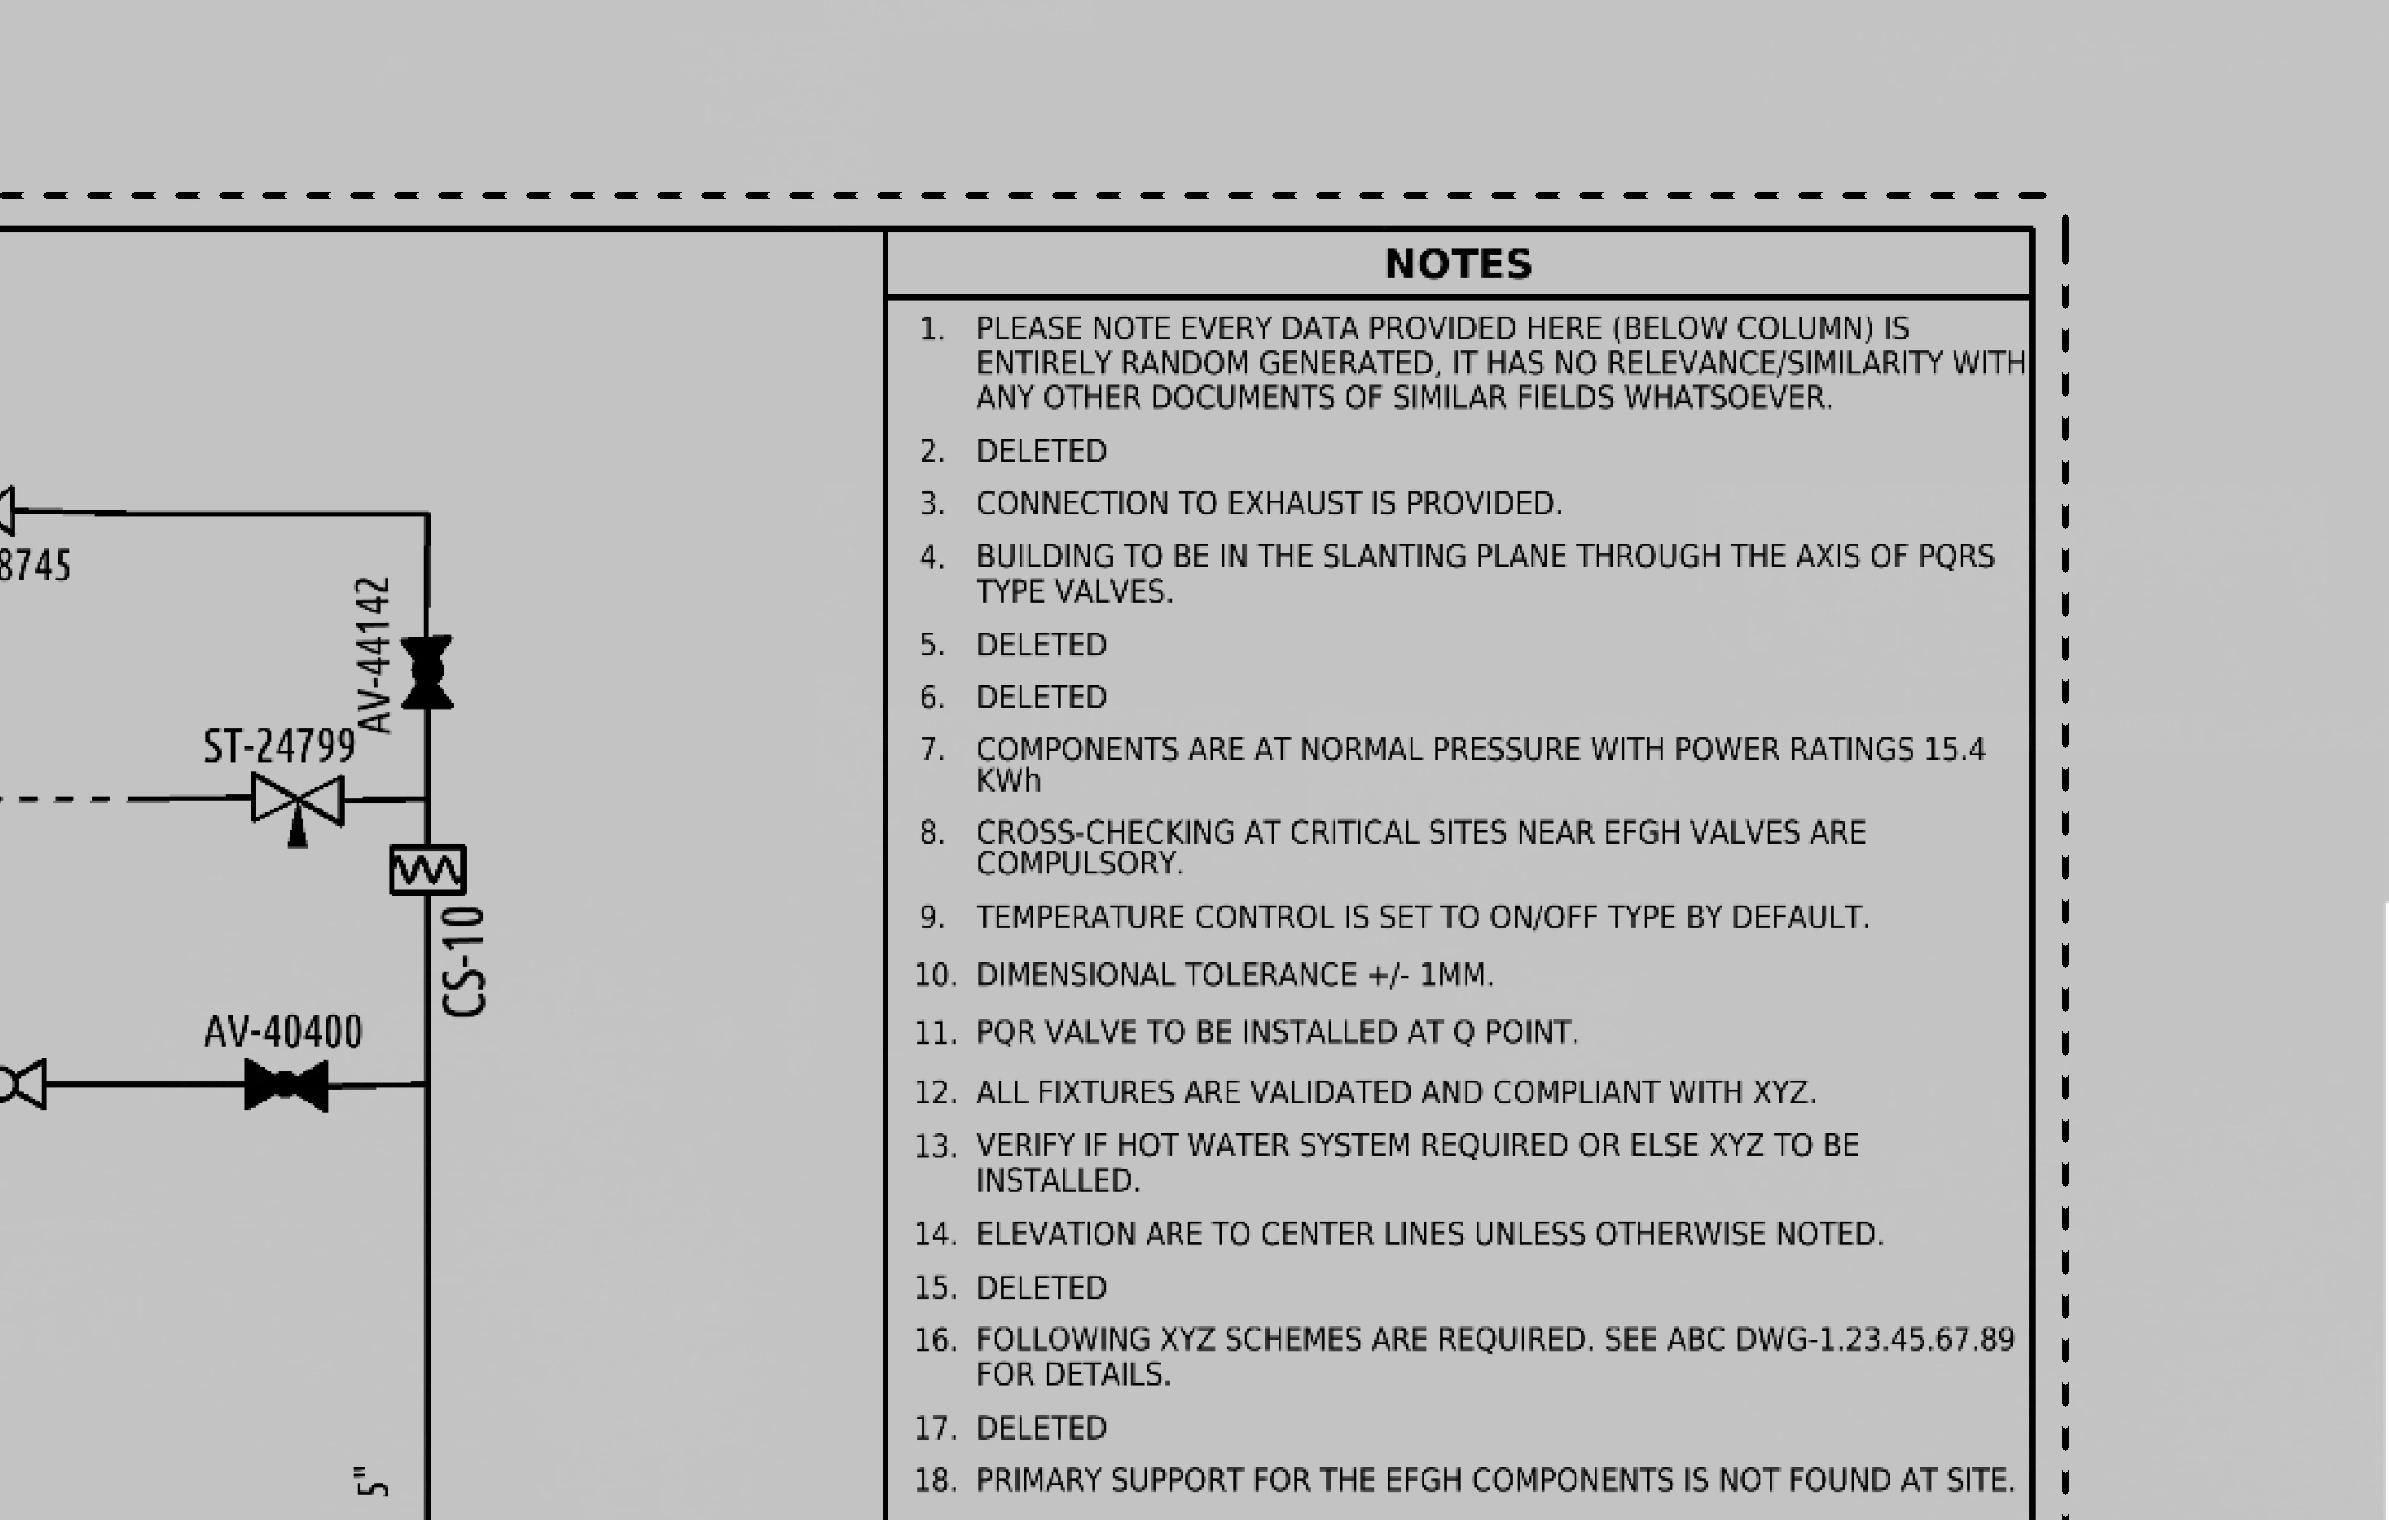 NOTES
1. PLEASE NOTE EVERY DATA PROVIDED HERE (BELOW COLUMN) IS
ENTIRELY RANDOM GENERATED, IT HAS NO RELEVANCE/SIMILARITY WITH
ANY OTHER DOCUMENTS OF SIMILAR FIELDS WHATSOEVER.
2. DELETED
3. CONNECTION TO EXHAUST IS PROVIDED.
4. BUILDING TO BE IN THE SLANTING PLANE THROUGH THE AXIS OF PQRS
TYPE VALVES.
5. DELETED
6. DELETED
7. COMPONENTS ARE AT NORMAL PRESSURE WITH POWER RATINGS 15.4
KWh
8. CROSS-CHECKING AT CRITICAL SITES NEAR EFGH VALVES ARE
COMPULSORY.
9. TEMPERATURE CONTROL IS SET TO ON/OFF TYPE BY DEFAULT.
10. DIMENSIONAL TOLERANCE +/- 1MM.
11. PQR VALVE TO BE INSTALLED AT Q POINT.
12. ALL FIXTURES ARE VALIDATED AND COMPLIANT WITH XYZ.
13. VERIFY IF HOT WATER SYSTEM REQUIRED OR ELSE XYZ TO BE
INSTALLED.
14. ELEVATION ARE TO CENTER LINES UNLESS OTHERWISE NOTED.
15. DELETED
16. FOLLOWING XYZ SCHEMES ARE REQUIRED. SEE ABC DWG-1.23.45.67.89
FOR DETAILS.
17. DELETED
18. PRIMARY SUPPORT FOR THE EFGH COMPONENTS IS NOT FOUND AT SITE.
8745
AV-44142
ST-24799
CS-10
AV-40400
5"